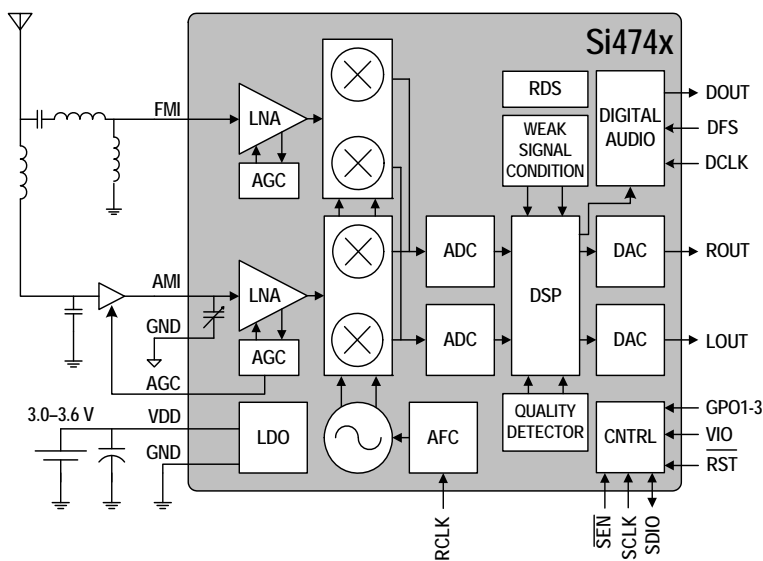 Si474x
FMI
LNA
AGC
RDS
WEAK
SIGNAL
CONDITION
DIGITAL
AUDIO
DOUT
DFS
DCLK
ADC
DSP
DAC
ROUT
AMI
LNA
GND
AGC
AGC
ADC
DAC
LOUT
3.0–3.6 V
VDD
GND
LDO
AFC
QUALITY
DETECTOR
CNTRL
GPO1-3
VIO
RST
RCLK
SEN
SCLK
SDIO